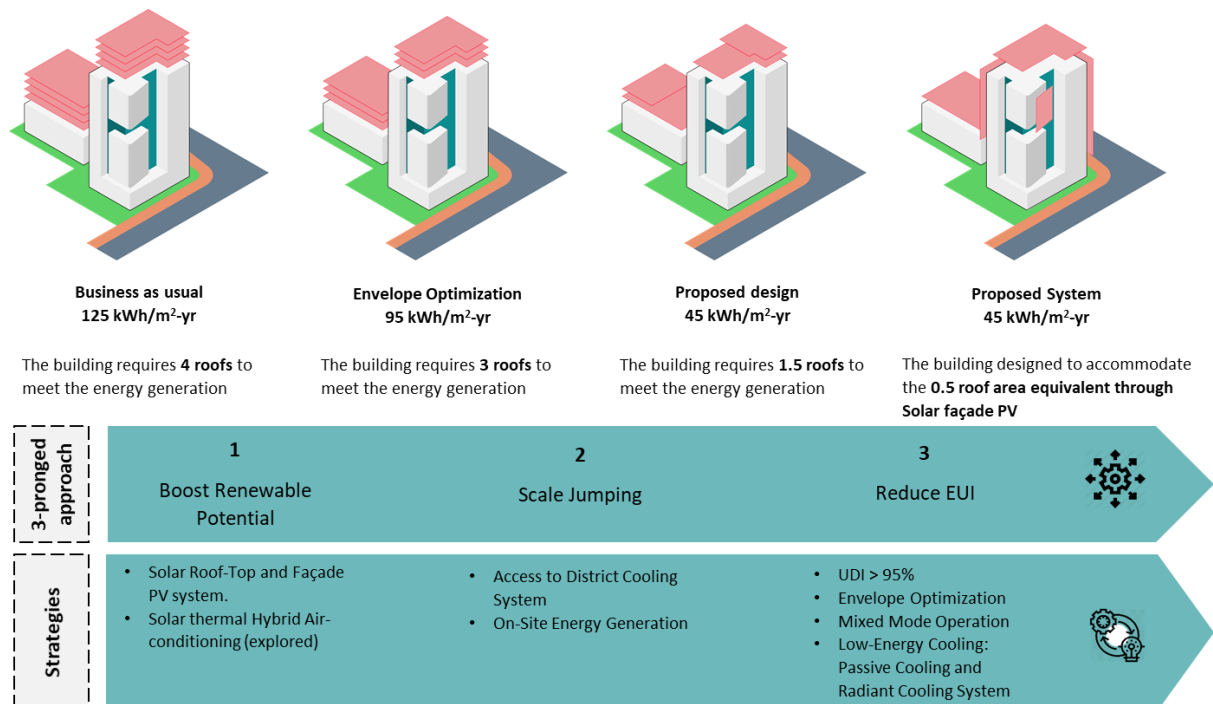 Business as usual
125 kWh/m²-yr
The building requires 4 roofs to
meet the energy generation
Envelope Optimization
95 kWh/m²-yr
The building requires 3 roofs to
meet the energy generation
Proposed design
45 kWh/m²-yr
The building requires 1.5 roofs to
meet the energy generation
Proposed System
45 kWh/m²-yr
The building designed to accommodate
the 0.5 roof area equivalent through
Solar façade PV
3-pronged
approach
1
Boost Renewable
Potential
2
Scale Jumping
3
Reduce EUI
Strategies
• Solar Roof-Top and Façade
PV system.
• Solar thermal Hybrid Air-
conditioning (explored)
• Access to District Cooling
System
• On-Site Energy Generation
• UDI > 95%
• Envelope Optimization
• Mixed Mode Operation
• Low-Energy Cooling:
Passive Cooling and
Radiant Cooling System